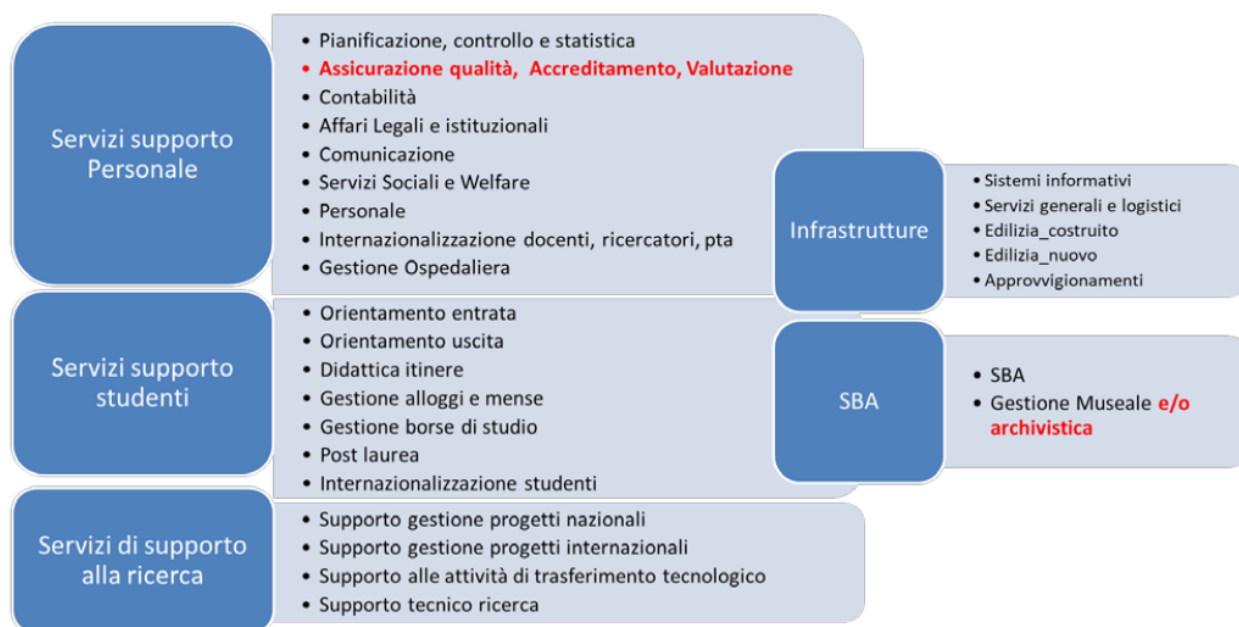 Servizi supporto
Personale
• Pianificazione, controllo e statistica
• Assicurazione qualità, Accreditamento, Valutazione
• Contabilità
• Affari Legali e istituzionali
• Comunicazione
• Servizi Sociali e Welfare
• Personale
• Internazionalizzazione docenti, ricercatori, pta
• Gestione Ospedaliera
Servizi supporto
studenti
• Orientamento entrata
• Orientamento uscita
• Didattica itinere
• Gestione alloggi e mense
• Gestione borse di studio
• Post laurea
• Internazionalizzazione studenti
Servizi di supporto
alla ricerca
• Supporto gestione progetti nazionali
• Supporto gestione progetti internazionali
• Supporto alle attività di trasferimento tecnologico
• Supporto tecnico ricerca
Infrastrutture
• Sistemi informativi
• Servizi generali e logistici
• Edilizia_costruito
• Edilizia_nuovo
• Approvvigionamenti
SBA
• SBA
• Gestione Museale e/o
archivistica